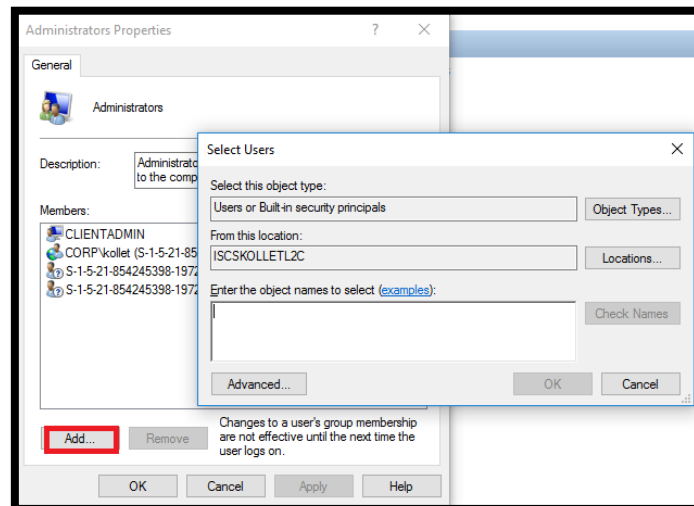 Administrators Properties
General
Administrators
Description:
Administrato
to the comp
Members:
CLIENTADMIN
CORP\kollet (S-1-5-21-85
S-1-5-21-854245398-1972
S-1-5-21-854245398-1972
Add...
Remove
Changes to a user's group membership
are not effective until the next time the
user logs on.
OK
Cancel
Apply
Help
Select Users
Select this object type:
Users or Built-in security principals
Object Types...
From this location:
ISCSKOLLETL2C
Locations...
Enter the object names to select (examples):
Check Names
Advanced...
OK
Cancel